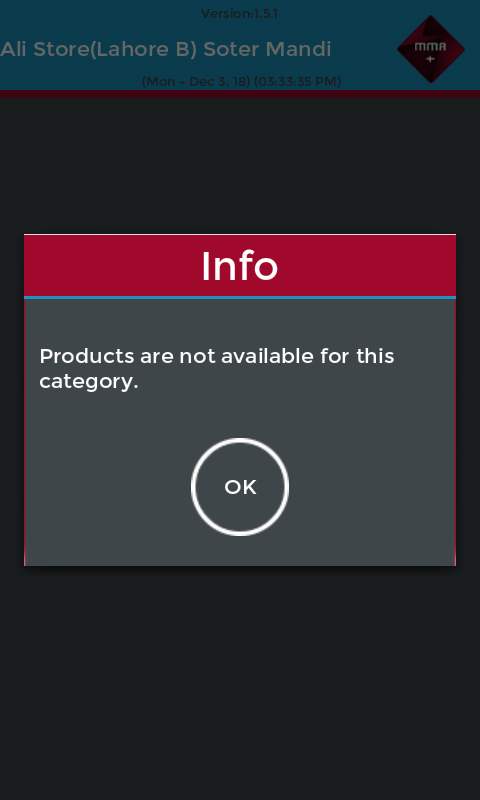 Version:1.5.1
Ali Store(Lahore B) Soter Mandi
MMA
+
(Mon - Dec 3, 18) (03:33:35 PM)
Info
Products are not available for this
category.
OK